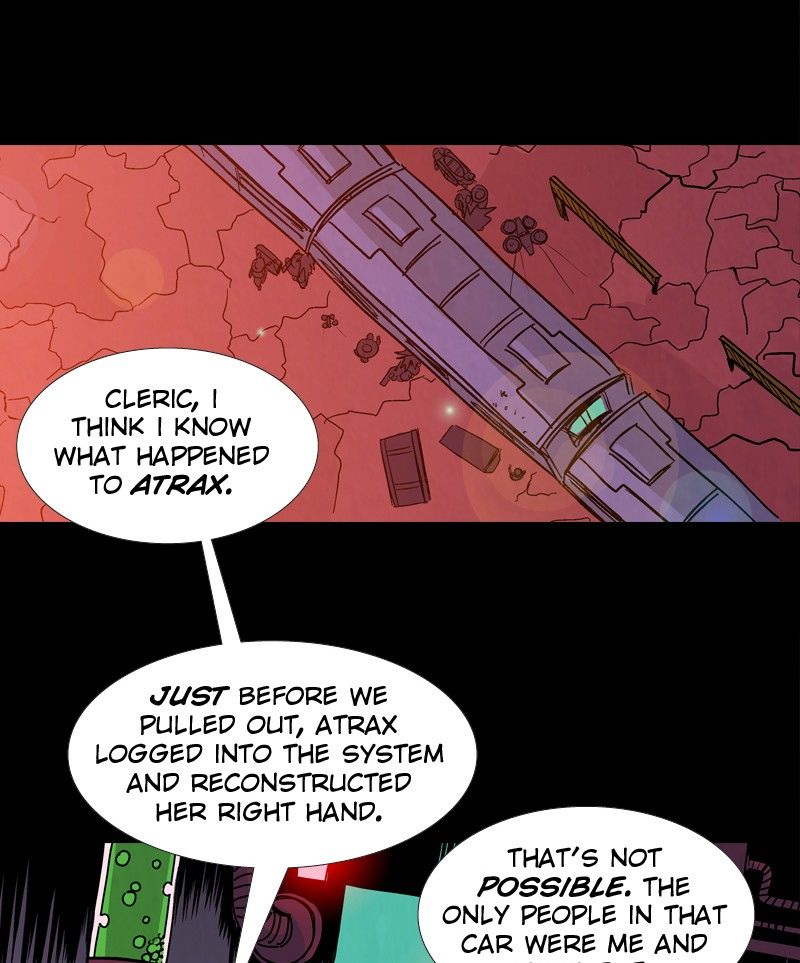 CLERIC, I
THINK I KNOW
WHAT HAPPENED
TO ATRAX.
JUST BEFORE WE
PULLED OUT, ATRAX
LOGGED INTO THE SYSTEM
AND RECONSTRUCTED
HER RIGHT HAND.
THAT'S NOT
POSSIBLE. THE
ONLY PEOPLE IN THAT
CAR WERE ME AND